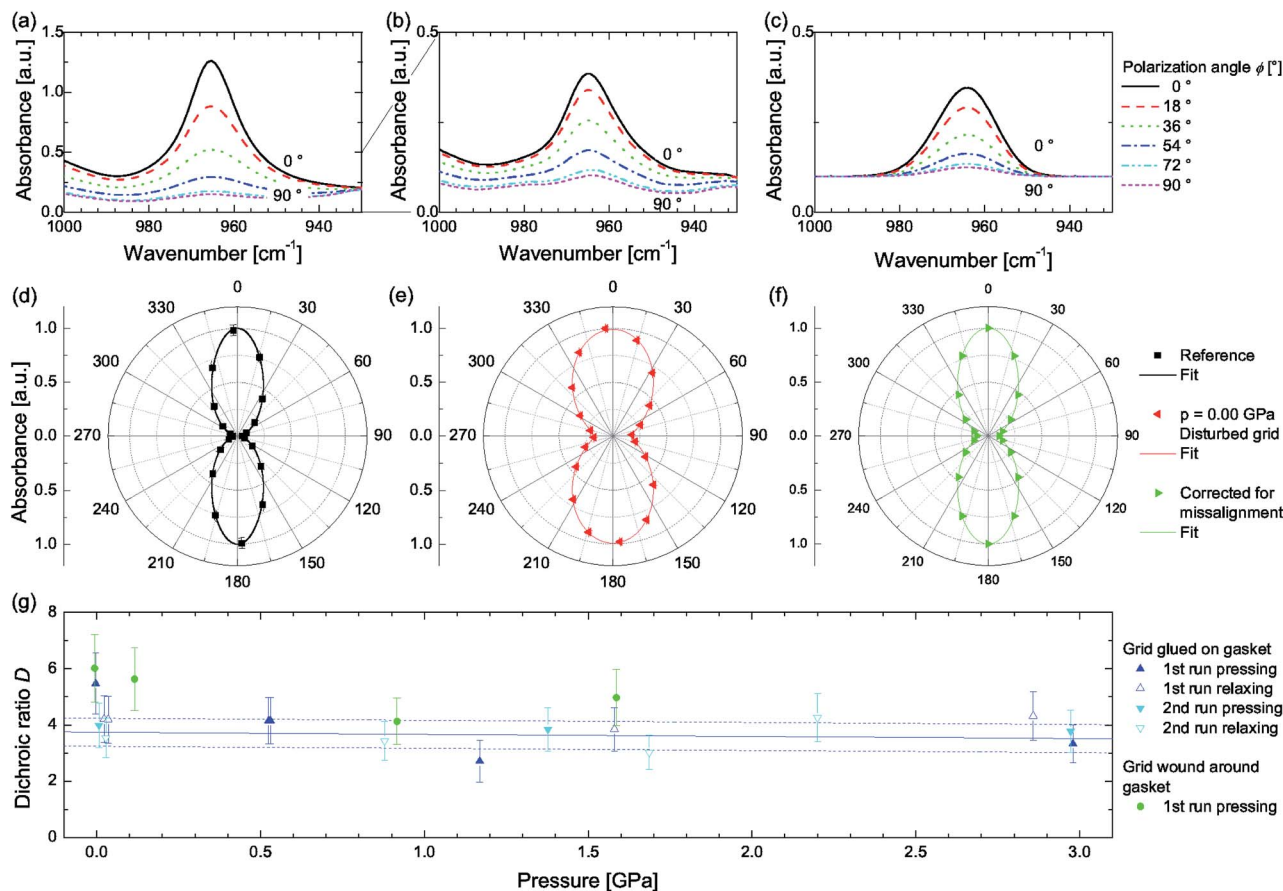 (a)
1.5
1.0
0.5
0.0
Absorbance [a.u.]
0 °
90 °
1000
980
960
940
Wavenumber [cm-1]
(b)
0.5
0.0
Absorbance [a.u.]
0 °
90 °
1000
980
960
940
Wavenumber [cm-1]
(c)
0.5
0.0
Absorbance [a.u.]
0 °
90 °
1000
980
960
940
Wavenumber [cm-1]
Polarization angle ϕ [°]
0 °
18 °
36 °
54 °
72 °
90 °
(d)
Absorbance [a.u.]
1.0
0.5
0.0
0.5
1.0
0
30
60
90
120
150
180
210
240
270
300
330
(e)
1.0
0.5
0.0
0.5
1.0
0
30
60
90
120
150
180
210
240
270
300
330
(f)
1.0
0.5
0.0
0.5
1.0
0
30
60
90
120
150
180
210
240
270
300
330
Reference
Fit
p = 0.00 GPa
Disturbed grid
Fit
Corrected for
missalignment
Fit
(g)
8
6
4
2
0
Dichroic ratio D
0.0
0.5
1.0
1.5
2.0
2.5
3.0
Pressure [GPa]
Grid glued on gasket
1st run pressing
1st run relaxing
2nd run pressing
2nd run relaxing
Grid wound around
gasket
1st run pressing